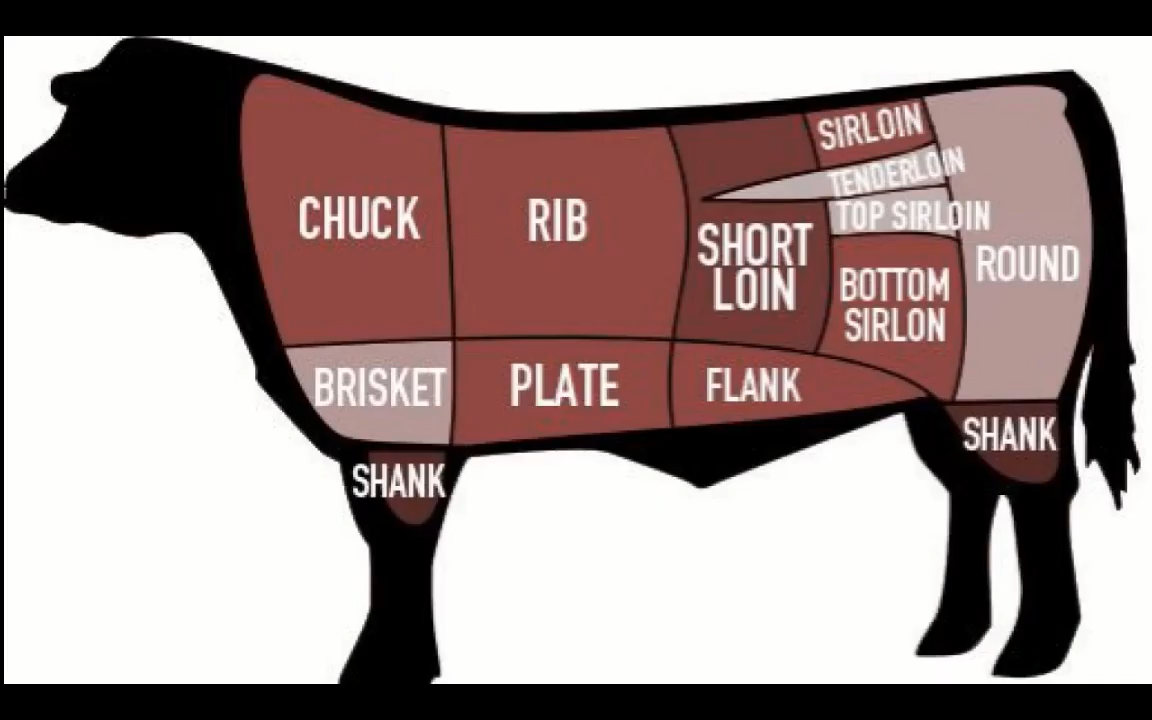 CHUCK
RIB
SHORT
LOIN
SIRLOIN
TENDERLOIN
TOP SIRLOIN
BOTTOM
SIRLON
ROUND
BRISKET
PLATE
FLANK
SHANK
SHANK